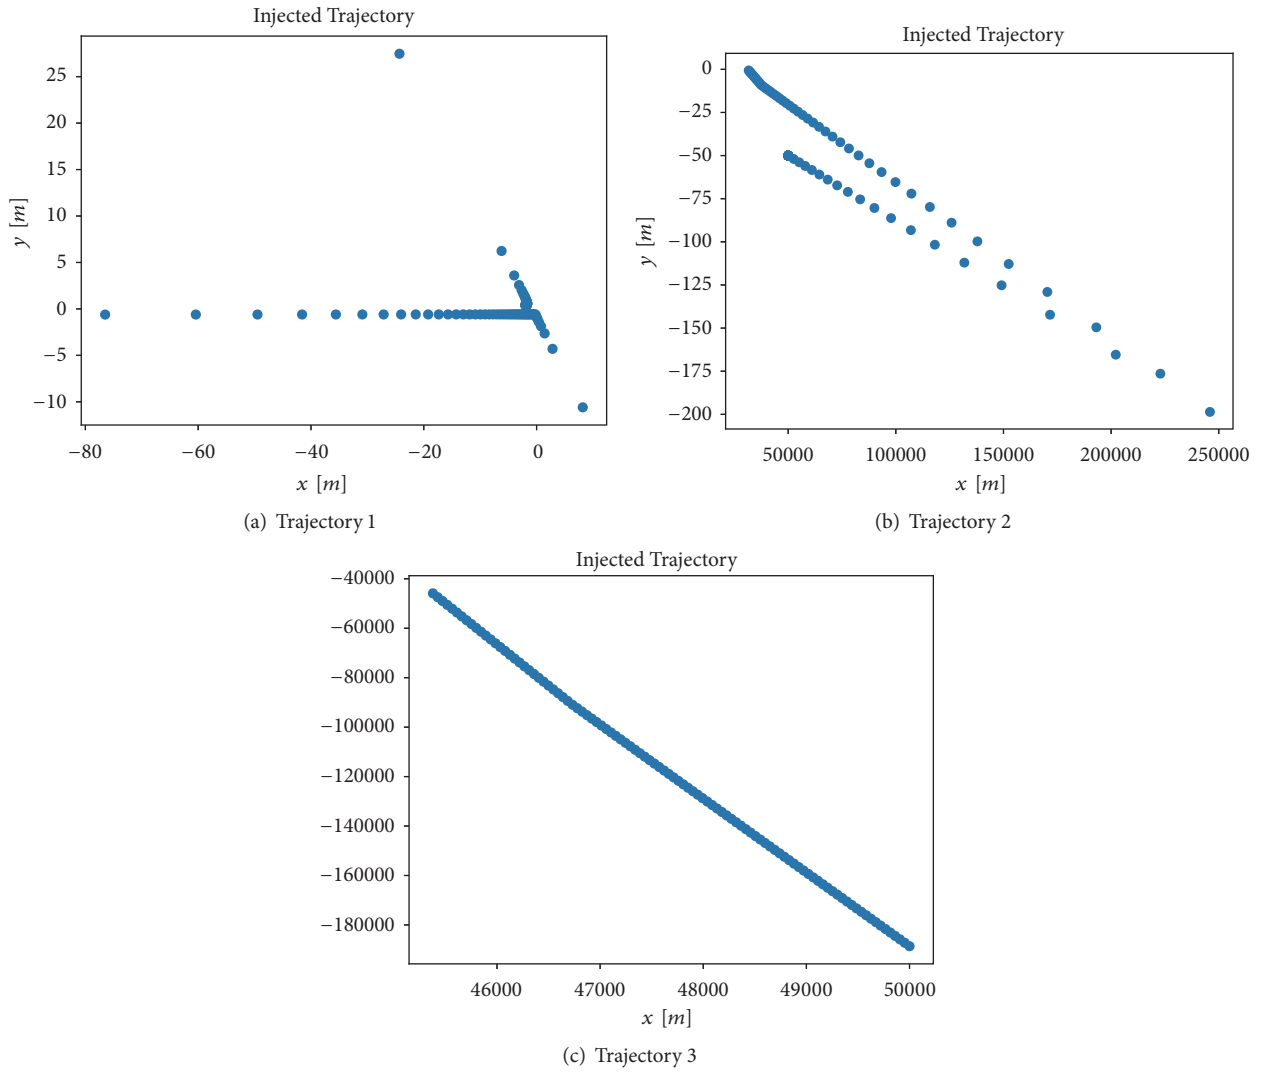 Injected Trajectory
25
20
15
10
5
0
−5
−10
y [m]
−80 −60 −40 −20 0
x [m]
(a) Trajectory 1
Injected Trajectory
0
−25
−50
−75
−100
−125
−150
−175
−200
y [m]
50000 100000 150000 200000 250000
x [m]
(b) Trajectory 2
Injected Trajectory
−40000
−60000
−80000
−100000
−120000
−140000
−160000
−180000
46000 47000 48000 49000 50000
x [m]
(c) Trajectory 3